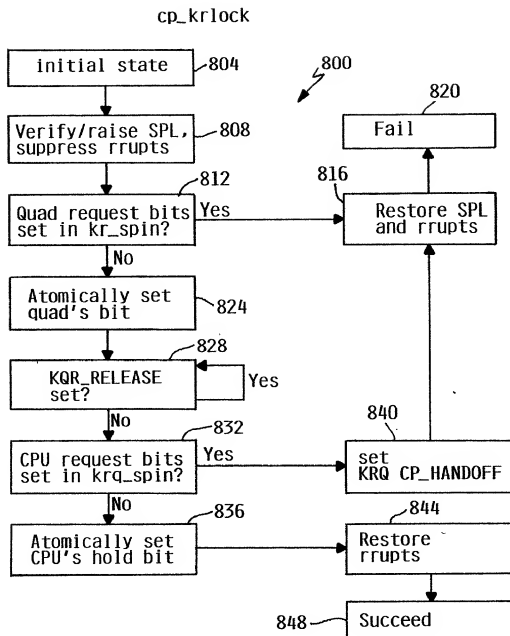 cp_krlock
initial state
804
800
Verify/raise SPL,
suppress rrupts
808
820
Fail
812
Quad request bits
set in kr_spin?
Yes
816
Restore SPL
and rrupts
No
Atomically set
quad's bit
824
828
KQR_RELEASE
set?
Yes
No
832
CPU request bits
set in krq_spin?
Yes
840
set
KRQ CP_HANDOFF
No
836
Atomically set
CPU's hold bit
844
Restore
rrupts
848
Succeed